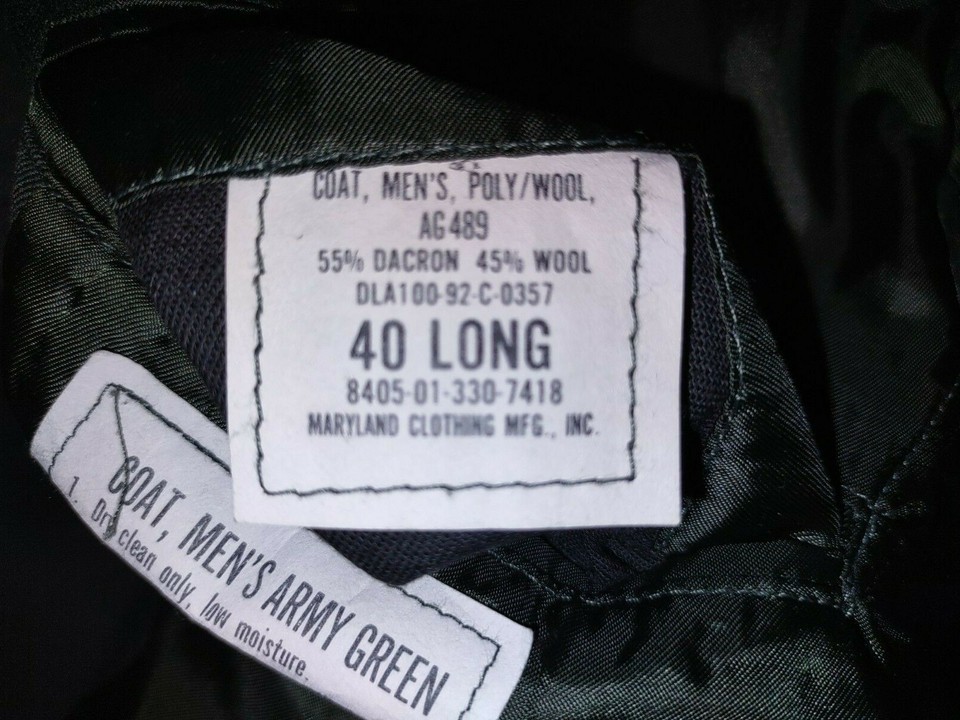 COAT, MEN'S, POLY/WOOL,
AG489
55% DACRON 45% WOOL
DLA100-92-C-0357
40 LONG
8405-01-330-7418
MARYLAND CLOTHING MFG., INC.
COAT, MEN'S ARMY GREEN
1. Dry clean only, low moisture.